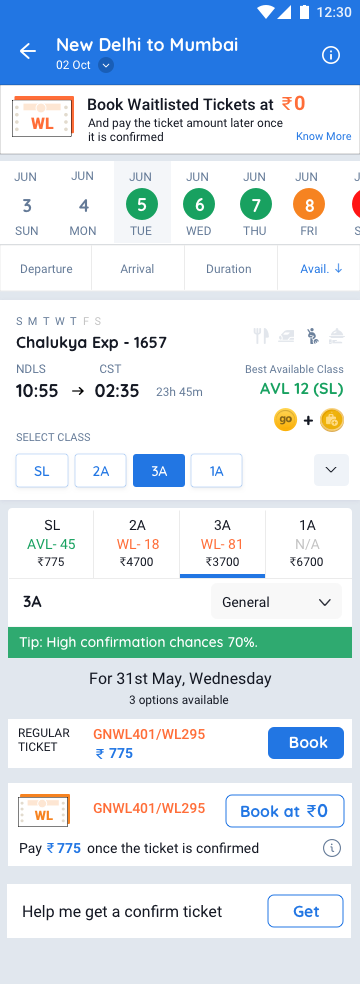 12:30
New Delhi to Mumbai
02 Oct
WL
Book Waitlisted Tickets at ₹0
And pay the ticket amount later once
it is confirmed
Know More
JUN JUN JUN JUN JUN JUN
3 4 5 6 7 8
SUN MON TUE WED THU FRI
Departure Arrival Duration Avail. ↓
S M T W T F S
Chalukya Exp - 1657
NDLS CST
10:55 → 02:35 23h 45m
Best Available Class
AVL 12 (SL)
go +
SELECT CLASS
SL 2A 3A 1A
SL 2A 3A 1A
AVL- 45 WL- 18 WL- 81 N/A
₹775 ₹4700 ₹3700 ₹6700
3A General
Tip: High confirmation chances 70%.
For 31st May, Wednesday
3 options available
REGULAR
TICKET
GNWL401/WL295
₹ 775
Book
WL
GNWL401/WL295
Book at ₹0
Pay ₹775 once the ticket is confirmed
Help me get a confirm ticket
Get